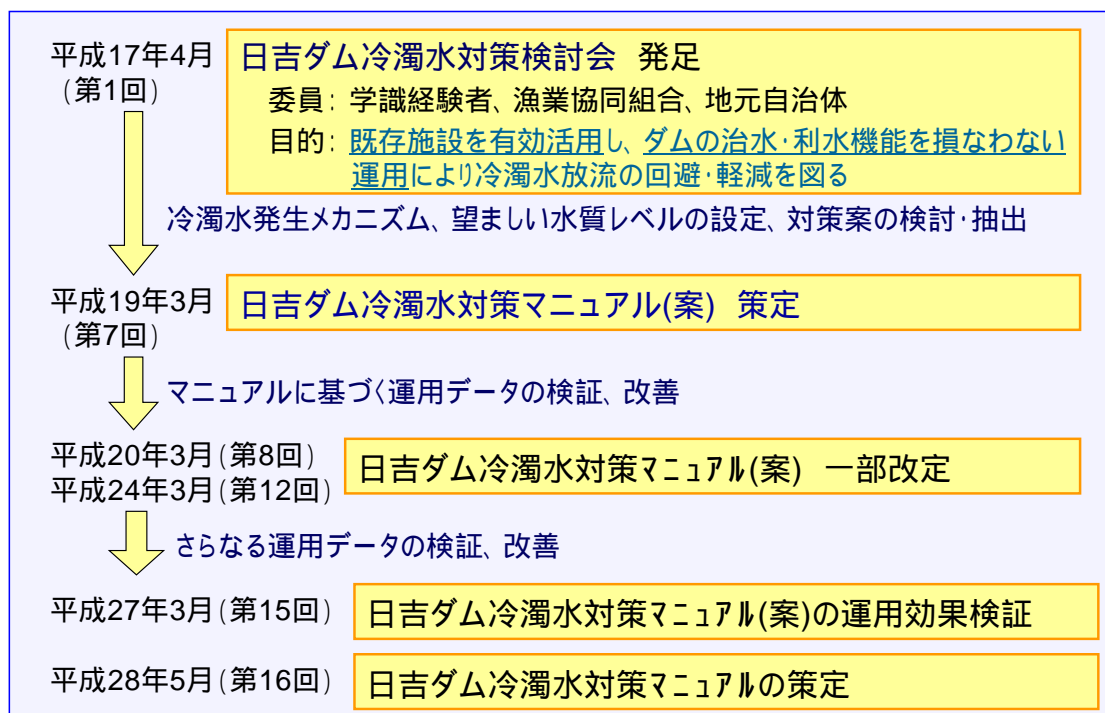 平成17年4月
(第1回)
日吉ダム冷濁水対策検討会 発足
委員：学識経験者、漁業協同組合、地元自治体
目的：既存施設を有効活用し、ダムの治水・利水機能を損なわない
運用により冷濁水放流の回避・軽減を図る
冷濁水発生メカニズム、望ましい水質レベルの設定、対策案の検討・抽出
平成19年3月
(第7回)
日吉ダム冷濁水対策マニュアル(案) 策定
マニュアルに基づく運用データの検証、改善
平成20年3月(第8回)
平成24年3月(第12回)
日吉ダム冷濁水対策ﾏﾆｭｱﾙ(案) 一部改定
さらなる運用データの検証、改善
平成27年3月(第15回)
日吉ダム冷濁水対策ﾏﾆｭｱﾙ(案)の運用効果検証
平成28年5月(第16回)
日吉ダム冷濁水対策ﾏﾆｭｱﾙの策定